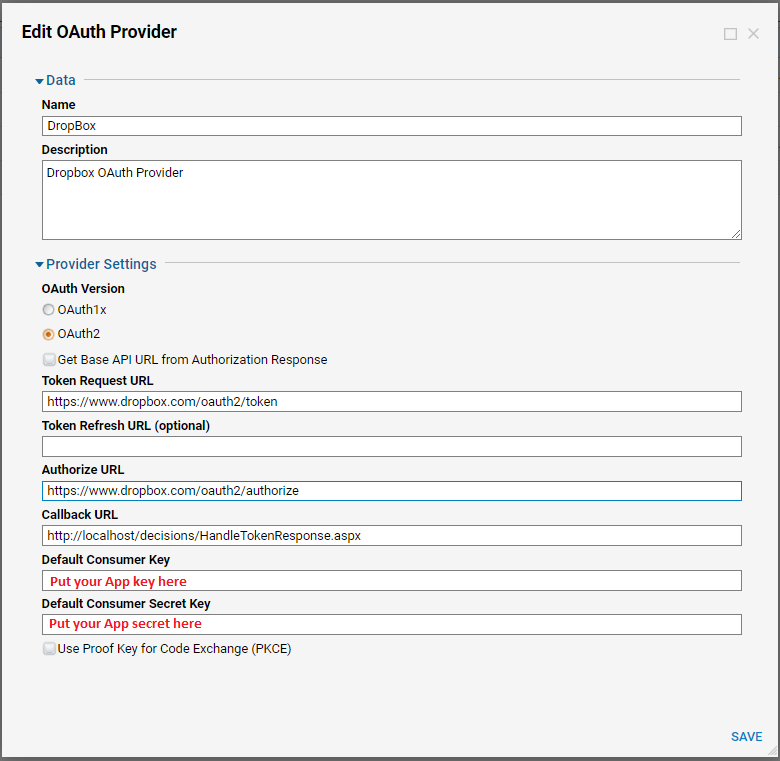 Edit OAuth Provider
Data
Name
DropBox
Description
Dropbox OAuth Provider
Provider Settings
OAuth Version
OAuth1x
OAuth2
Get Base API URL from Authorization Response
Token Request URL
https://www.dropbox.com/oauth2/token
Token Refresh URL (optional)
Authorize URL
https://www.dropbox.com/oauth2/authorize
Callback URL
http://localhost/decisions/HandleTokenResponse.aspx
Default Consumer Key
Put your App key here
Default Consumer Secret Key
Put your App secret here
Use Proof Key for Code Exchange (PKCE)
SAVE